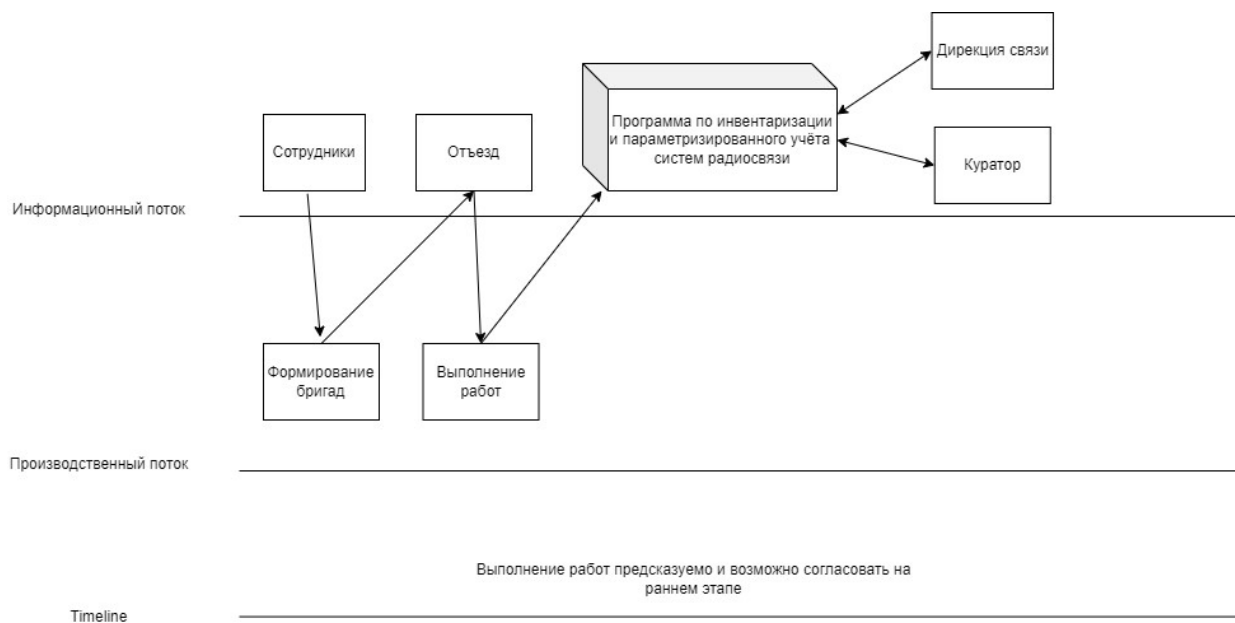 Дирекция связи
Программа по инвентаризации
и параметризированного учёта
систем радиосвязи
Сотрудники
Отъезд
Куратор
Информационный поток
Формирование
бригад
Выполнение
работ
Производственный поток
Выполнение работ предсказуемо и возможно согласовать на
раннем этапе
Timeline